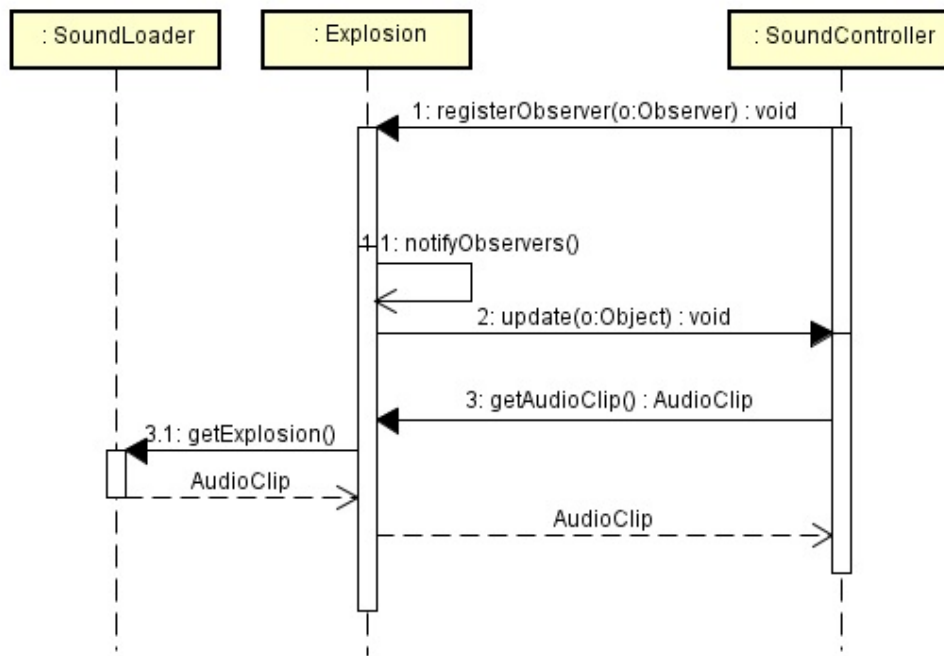 : SoundLoader
: Explosion
: SoundController
1: registerObserver(o:Observer) : void
1.1: notifyObservers()
2: update(o:Object) : void
3: getAudioClip() : AudioClip
3.1: getExplosion()
AudioClip
AudioClip